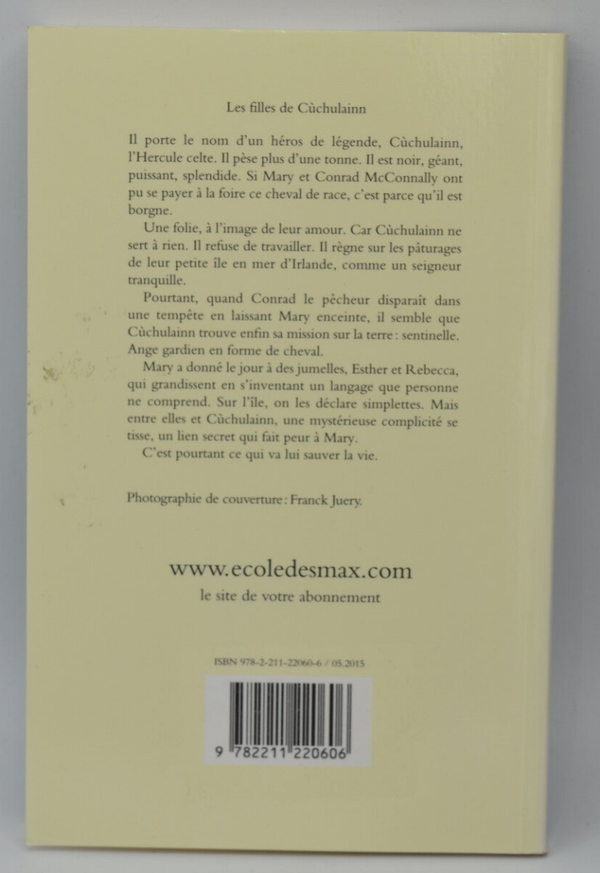 Les filles de Cùchulainn
Il porte le nom d'un héros de légende, Cùchulainn,
l'Hercule celte. Il pèse plus d'une tonne. Il est noir, géant,
puissant, splendide. Si Mary et Conrad McConnally ont
pu se payer à la foire ce cheval de race, c'est parce qu'il est
borgne.
Une folie, à l'image de leur amour. Car Cùchulainn ne
sert à rien. Il refuse de travailler. Il règne sur les pâturages
de leur petite île en mer d'Irlande, comme un seigneur
tranquille.
Pourtant, quand Conrad le pêcheur disparaît dans
une tempête en laissant Mary enceinte, il semble que
Cùchulainn trouve enfin sa mission sur la terre : sentinelle.
Ange gardien en forme de cheval.
Mary a donné le jour à des jumelles, Esther et Rebecca,
qui grandissent en s'inventant un langage que personne
ne comprend. Sur l'île, on les déclare simplettes. Mais
entre elles et Cùchulainn, une mystérieuse complicité se
tisse, un lien secret qui fait peur à Mary.
C'est pourtant ce qui va lui sauver la vie.
Photographie de couverture : Franck Juery.
www.ecoledesmax.com
le site de votre abonnement
ISBN 978-2-211-22060-6 / 05.2015
9 782211 220606